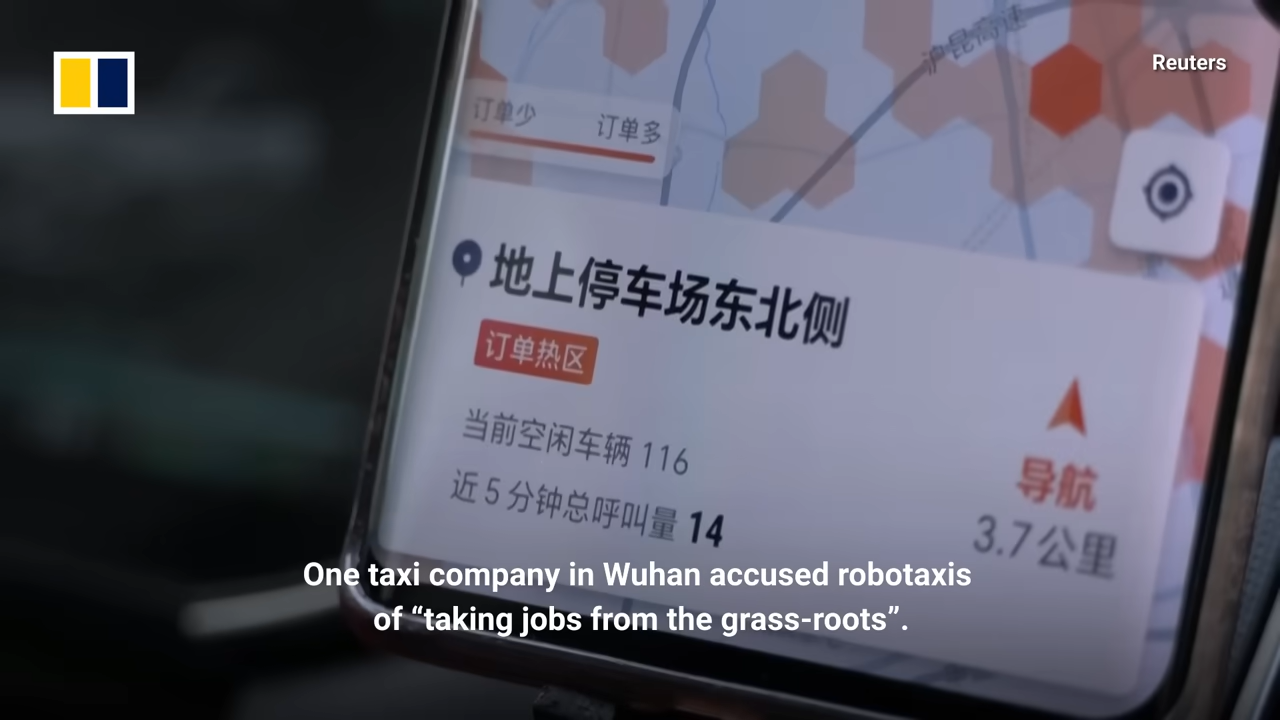 Reuters
沪昆高速
订单少 订单多
地上停车场东北侧
订单热区
当前空闲车辆 116
近 5 分钟总呼叫量 14
导航
3.7公里
One taxi company in Wuhan accused robotaxis
of “taking jobs from the grass-roots”.